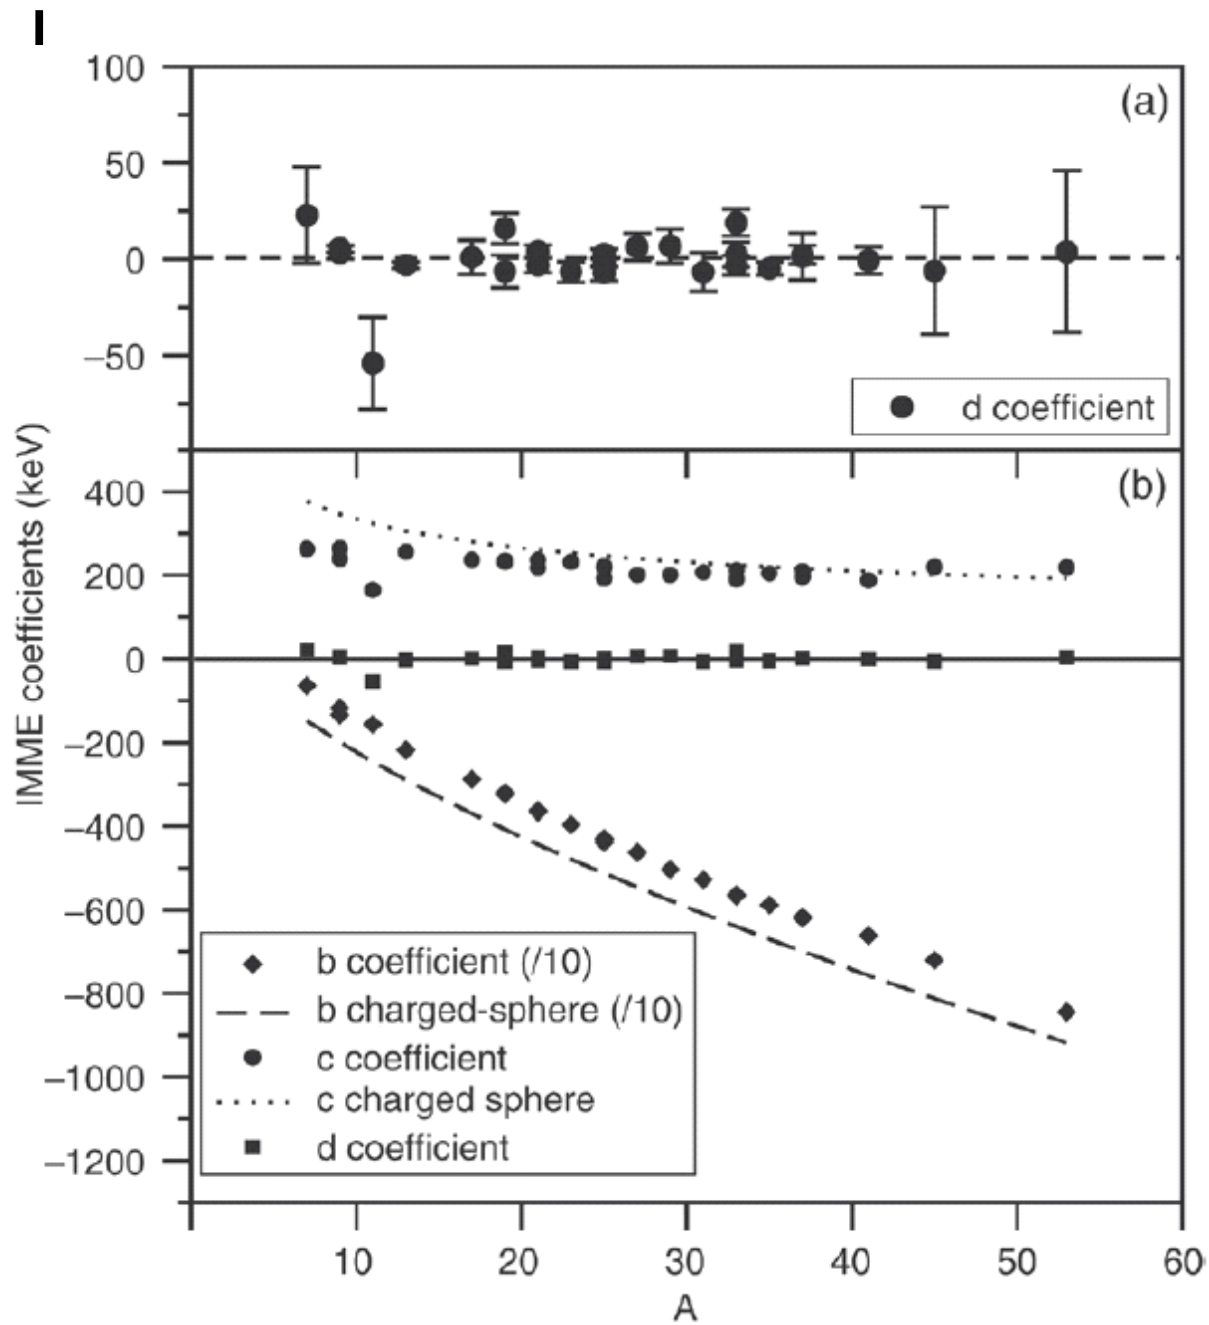 I
100
(a)
50
0
−50
d coefficient
IMME coefficients (keV)
(b)
400
200
0
−200
−400
−600
−800
−1000
−1200
b coefficient (/10)
b charged-sphere (/10)
c coefficient
c charged sphere
d coefficient
10 20 30 40 50 60
A